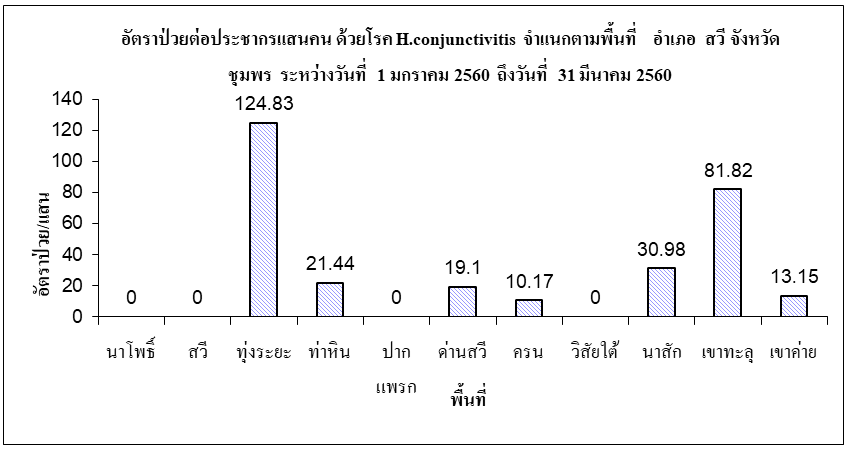 อัตราป่วยต่อประชากรแสนคน ด้วยโรค H.conjunctivitis จำแนกตามพื้นที่ อำเภอ สวี จังหวัด
ชุมพร ระหว่างวันที่ 1 มกราคม 2560 ถึงวันที่ 31 มีนาคม 2560
อัตราป่วย/แสน
140
120
100
80
60
40
20
0
0
0
124.83
21.44
0
19.1
10.17
0
30.98
81.82
13.15
นาโพธิ์
สวี
ทุ่งระยะ
ท่าหิน
ปาก
แพรก
ด่านสวี
ครน
วิสัยใต้
นาสัก
เขาทะลุ
เขาค่าย
พื้นที่